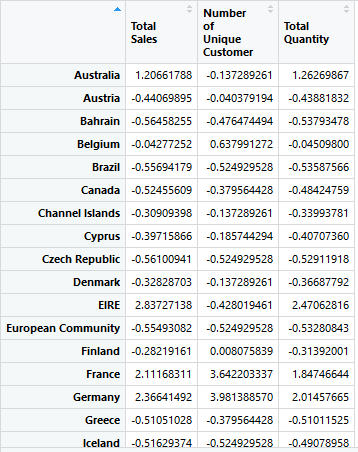 Total Sales Number of Unique Customer Total Quantity
Australia 1.20661788 -0.137289261 1.26269867
Austria -0.44069895 -0.040379194 -0.43881832
Bahrain -0.56458255 -0.476474494 -0.53793478
Belgium -0.04277252 0.637991272 -0.04509800
Brazil -0.55694179 -0.524929528 -0.53587566
Canada -0.52455609 -0.379564428 -0.48424759
Channel Islands -0.30909398 -0.137289261 -0.33993781
Cyprus -0.39715866 -0.185744294 -0.40707360
Czech Republic -0.56100941 -0.524929528 -0.52911918
Denmark -0.32828703 -0.137289261 -0.36687792
EIRE 2.83727138 -0.428019461 2.47062816
European Community -0.55493082 -0.524929528 -0.53280843
Finland -0.28219161 0.008075839 -0.31392001
France 2.11168311 3.642203337 1.84746644
Germany 2.36641492 3.981388570 2.01457665
Greece -0.51051028 -0.379564428 -0.51011525
Iceland -0.51629374 -0.524929528 -0.49078958